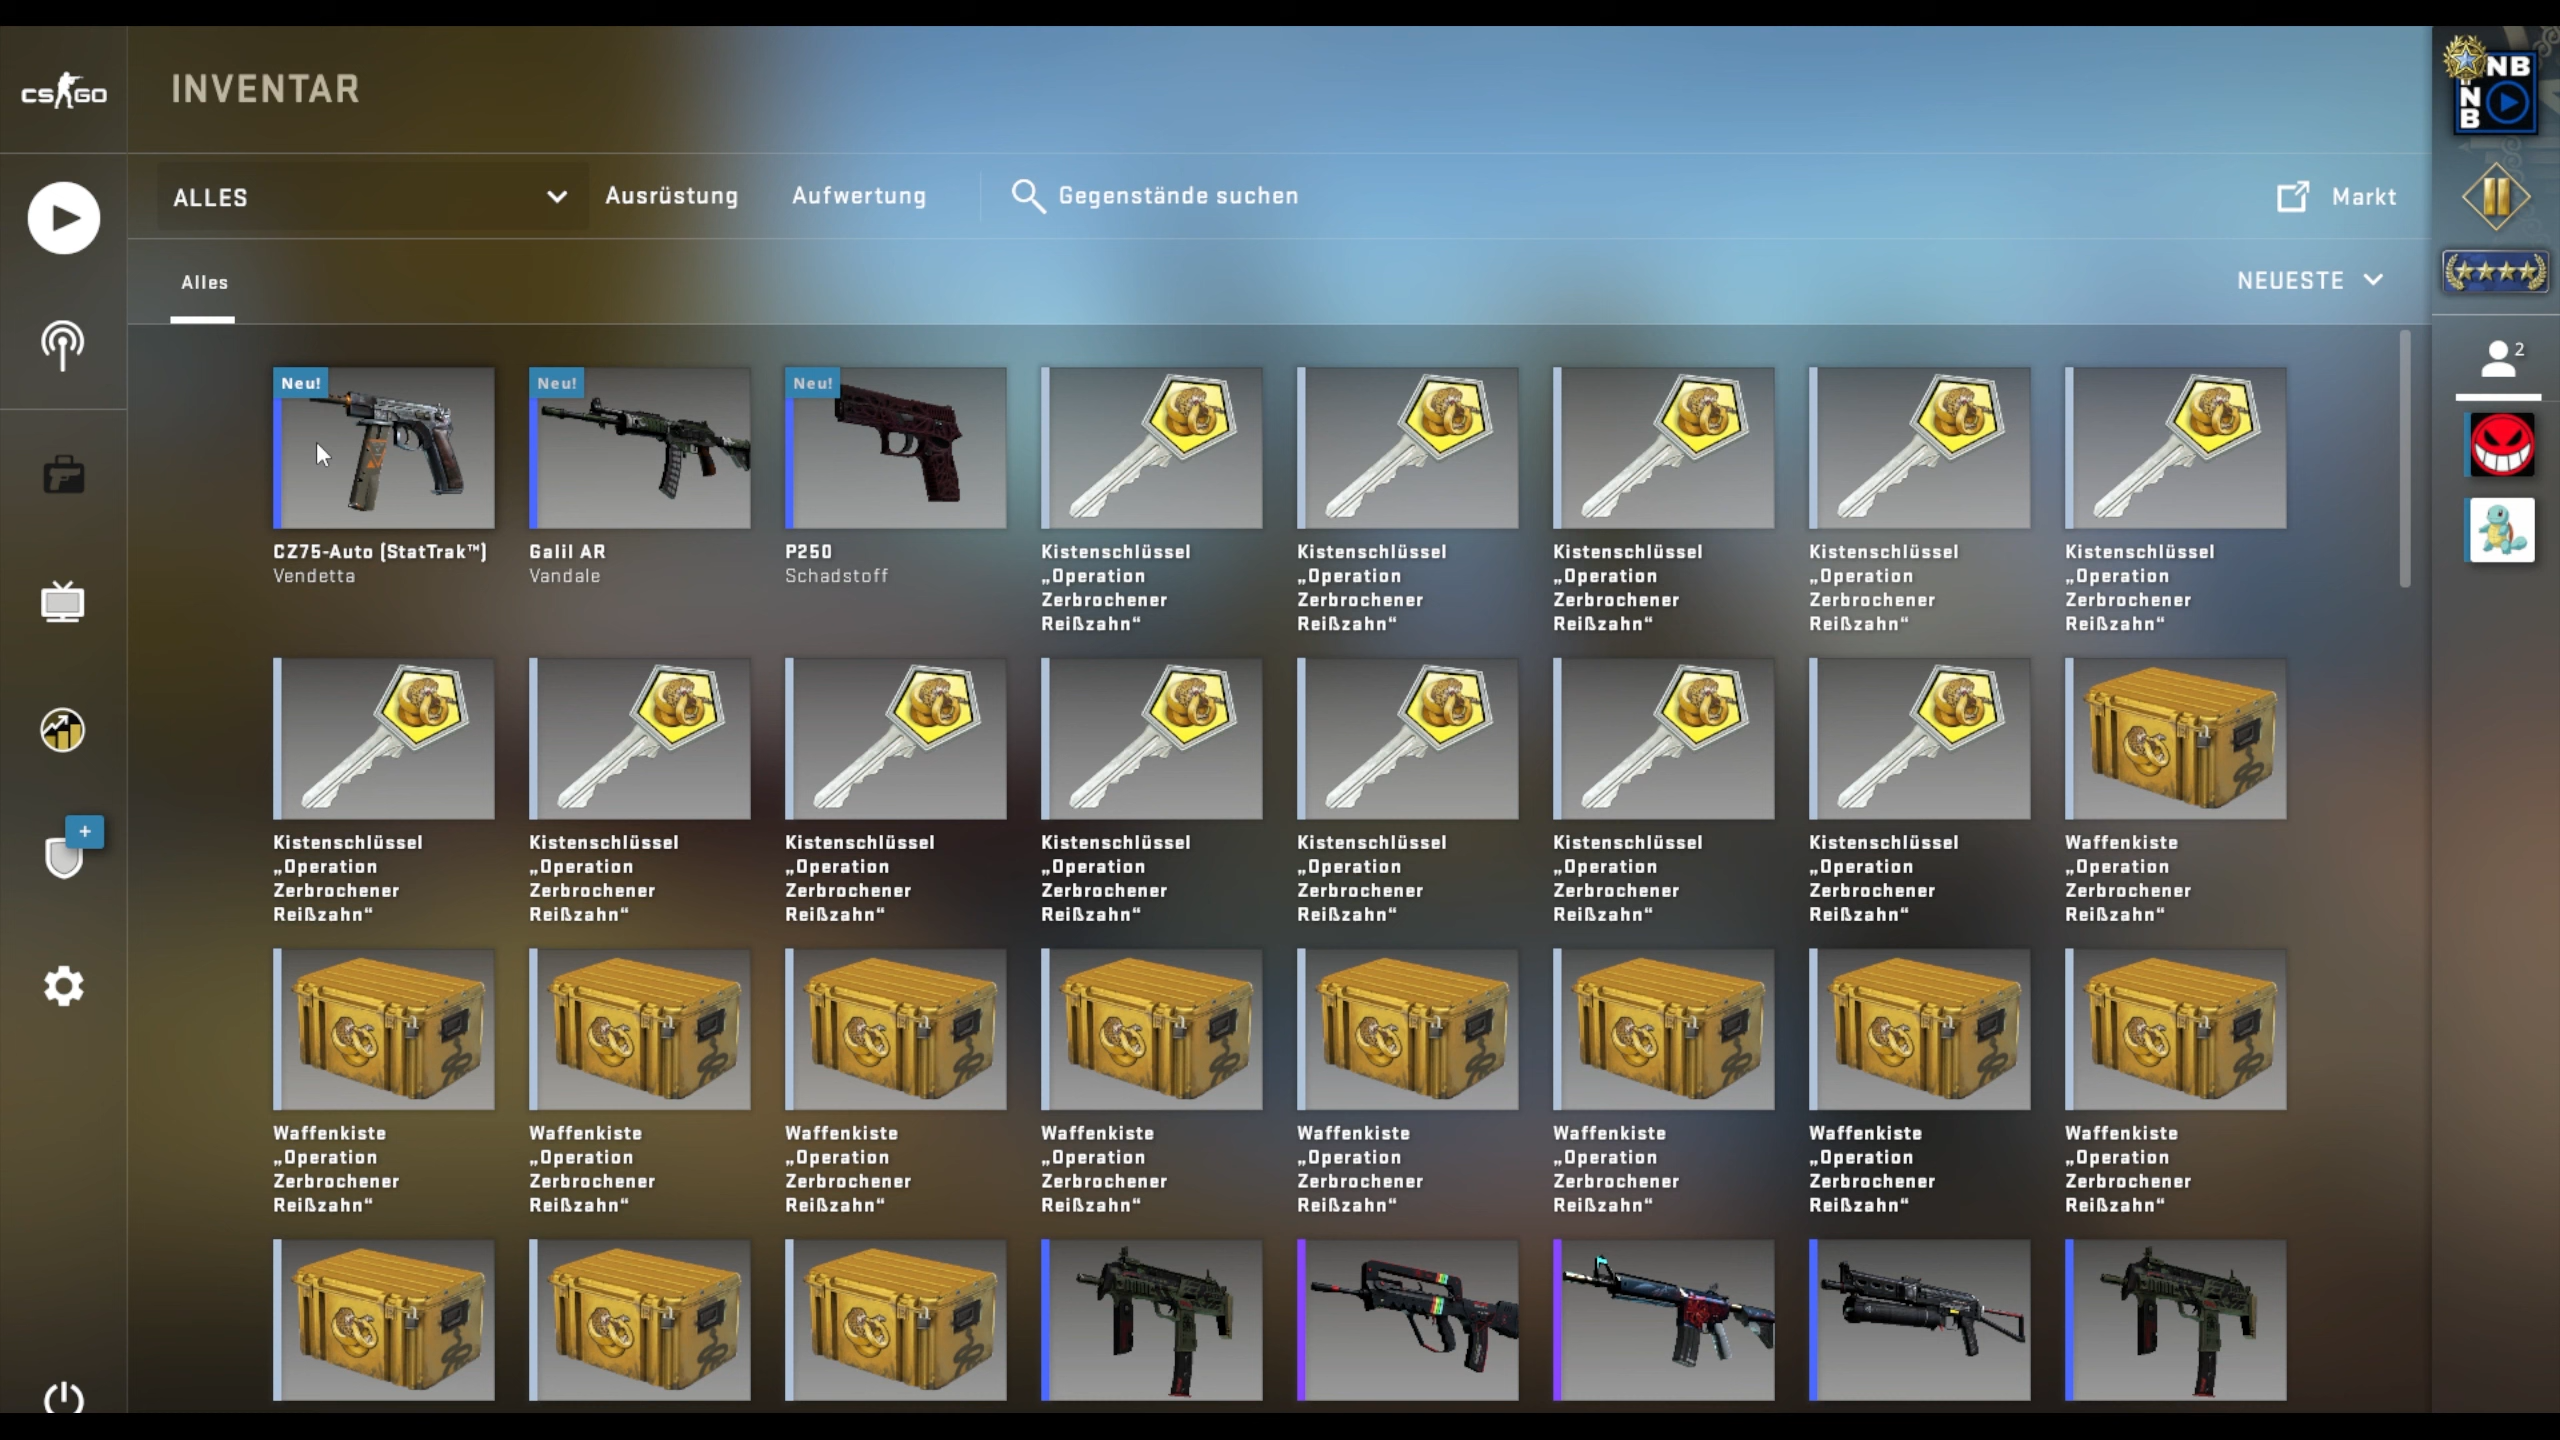 CS GO
INVENTAR
NB
N
B
ALLES
Ausrüstung
Aufwertung
Gegenstände suchen
Markt
Alles
NEUESTE
2
Neu!
Neu!
Neu!
CZ75-Auto (StatTrak™)
Vendetta
Galil AR
Vandale
P250
Schadstoff
Kistenschlüssel
„Operation
Zerbrochener
Reißzahn“
Kistenschlüssel
„Operation
Zerbrochener
Reißzahn“
Kistenschlüssel
„Operation
Zerbrochener
Reißzahn“
Kistenschlüssel
„Operation
Zerbrochener
Reißzahn“
Kistenschlüssel
„Operation
Zerbrochener
Reißzahn“
+
Kistenschlüssel
„Operation
Zerbrochener
Reißzahn“
Kistenschlüssel
„Operation
Zerbrochener
Reißzahn“
Kistenschlüssel
„Operation
Zerbrochener
Reißzahn“
Kistenschlüssel
„Operation
Zerbrochener
Reißzahn“
Kistenschlüssel
„Operation
Zerbrochener
Reißzahn“
Kistenschlüssel
„Operation
Zerbrochener
Reißzahn“
Kistenschlüssel
„Operation
Zerbrochener
Reißzahn“
Waffenkiste
„Operation
Zerbrochener
Reißzahn“
Waffenkiste
„Operation
Zerbrochener
Reißzahn“
Waffenkiste
„Operation
Zerbrochener
Reißzahn“
Waffenkiste
„Operation
Zerbrochener
Reißzahn“
Waffenkiste
„Operation
Zerbrochener
Reißzahn“
Waffenkiste
„Operation
Zerbrochener
Reißzahn“
Waffenkiste
„Operation
Zerbrochener
Reißzahn“
Waffenkiste
„Operation
Zerbrochener
Reißzahn“
Waffenkiste
„Operation
Zerbrochener
Reißzahn“